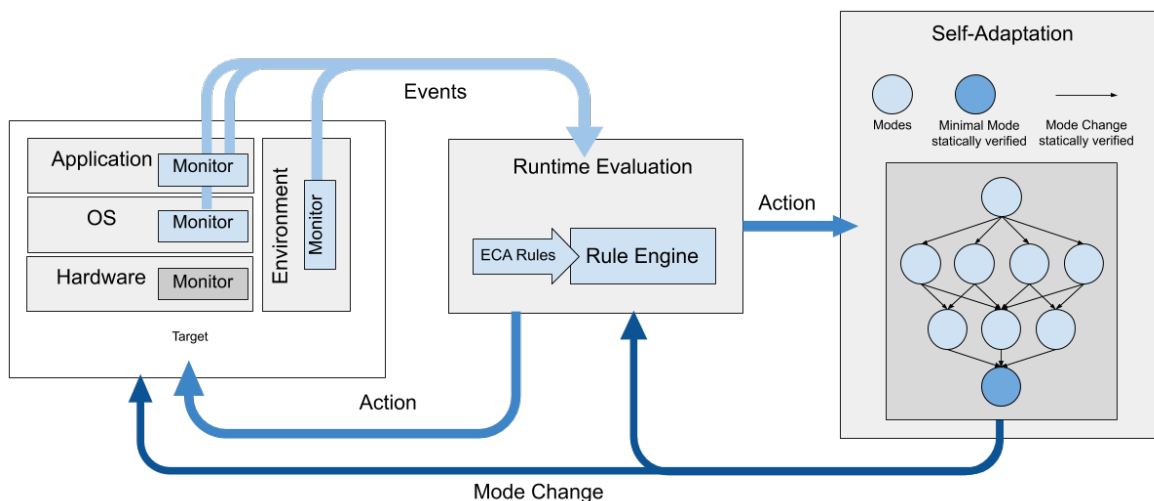 Events
Application
Monitor
OS
Monitor
Hardware
Monitor
Environment
Monitor
Target
Runtime Evaluation
ECA Rules
Rule Engine
Action
Action
Mode Change
Self-Adaptation
Modes
Minimal Mode
statically verified
Mode Change
statically verified